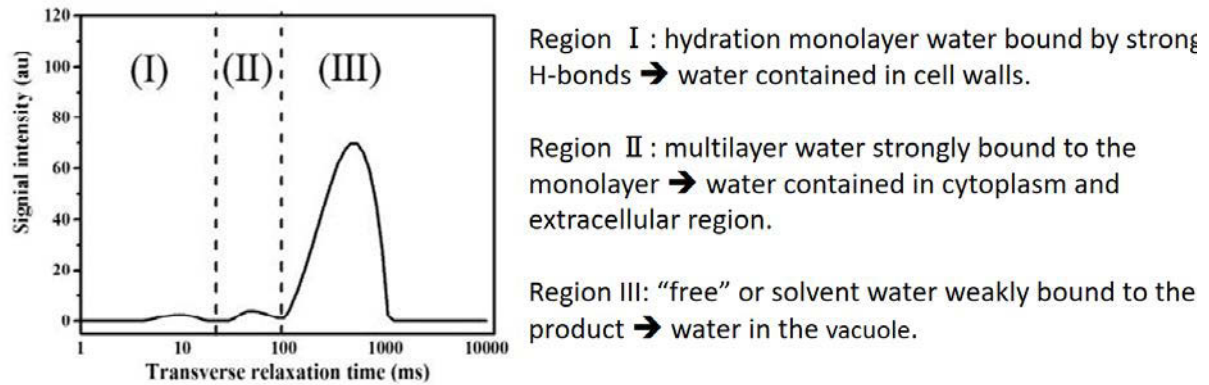 120
100
80
60
40
20
0
Signial intensity (au)
(I)
(II)
(III)
1
10
100
1000
10000
Transverse relaxation time (ms)
Region Ⅰ : hydration monolayer water bound by strong
H-bonds ➔ water contained in cell walls.
Region Ⅱ : multilayer water strongly bound to the
monolayer ➔ water contained in cytoplasm and
extracellular region.
Region III: “free” or solvent water weakly bound to the
product ➔ water in the vacuole.